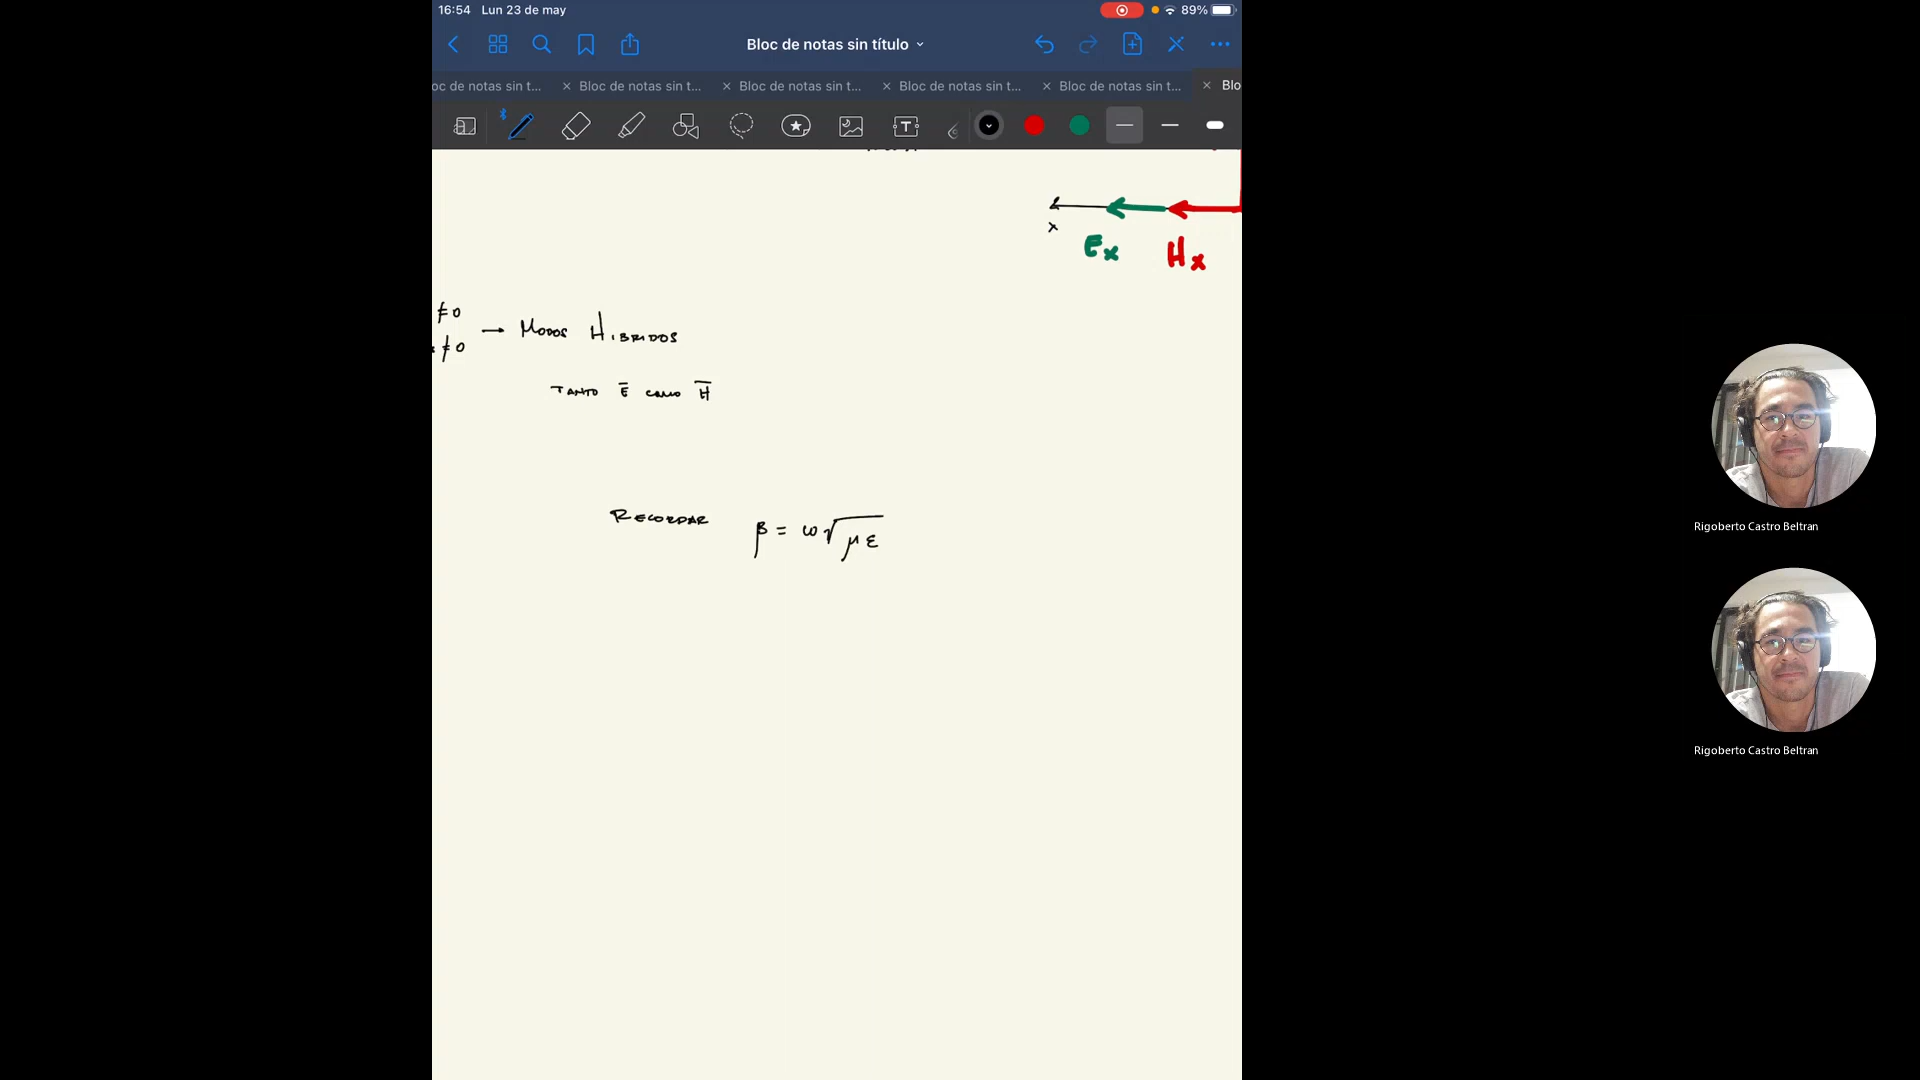 16:54 Lun 23 de may 89%
Bloc de notas sin título
oc de notas sin t... Bloc de notas sin t... Bloc de notas sin t... Bloc de notas sin t... Bloc de notas sin t... Blo
x
Ex Hx
≠0
≠0
→ MODOS HIBRIDOS
TANTO E̅ COMO H̅
RECORDAR β = ω√με
Rigoberto Castro Beltran
Rigoberto Castro Beltran